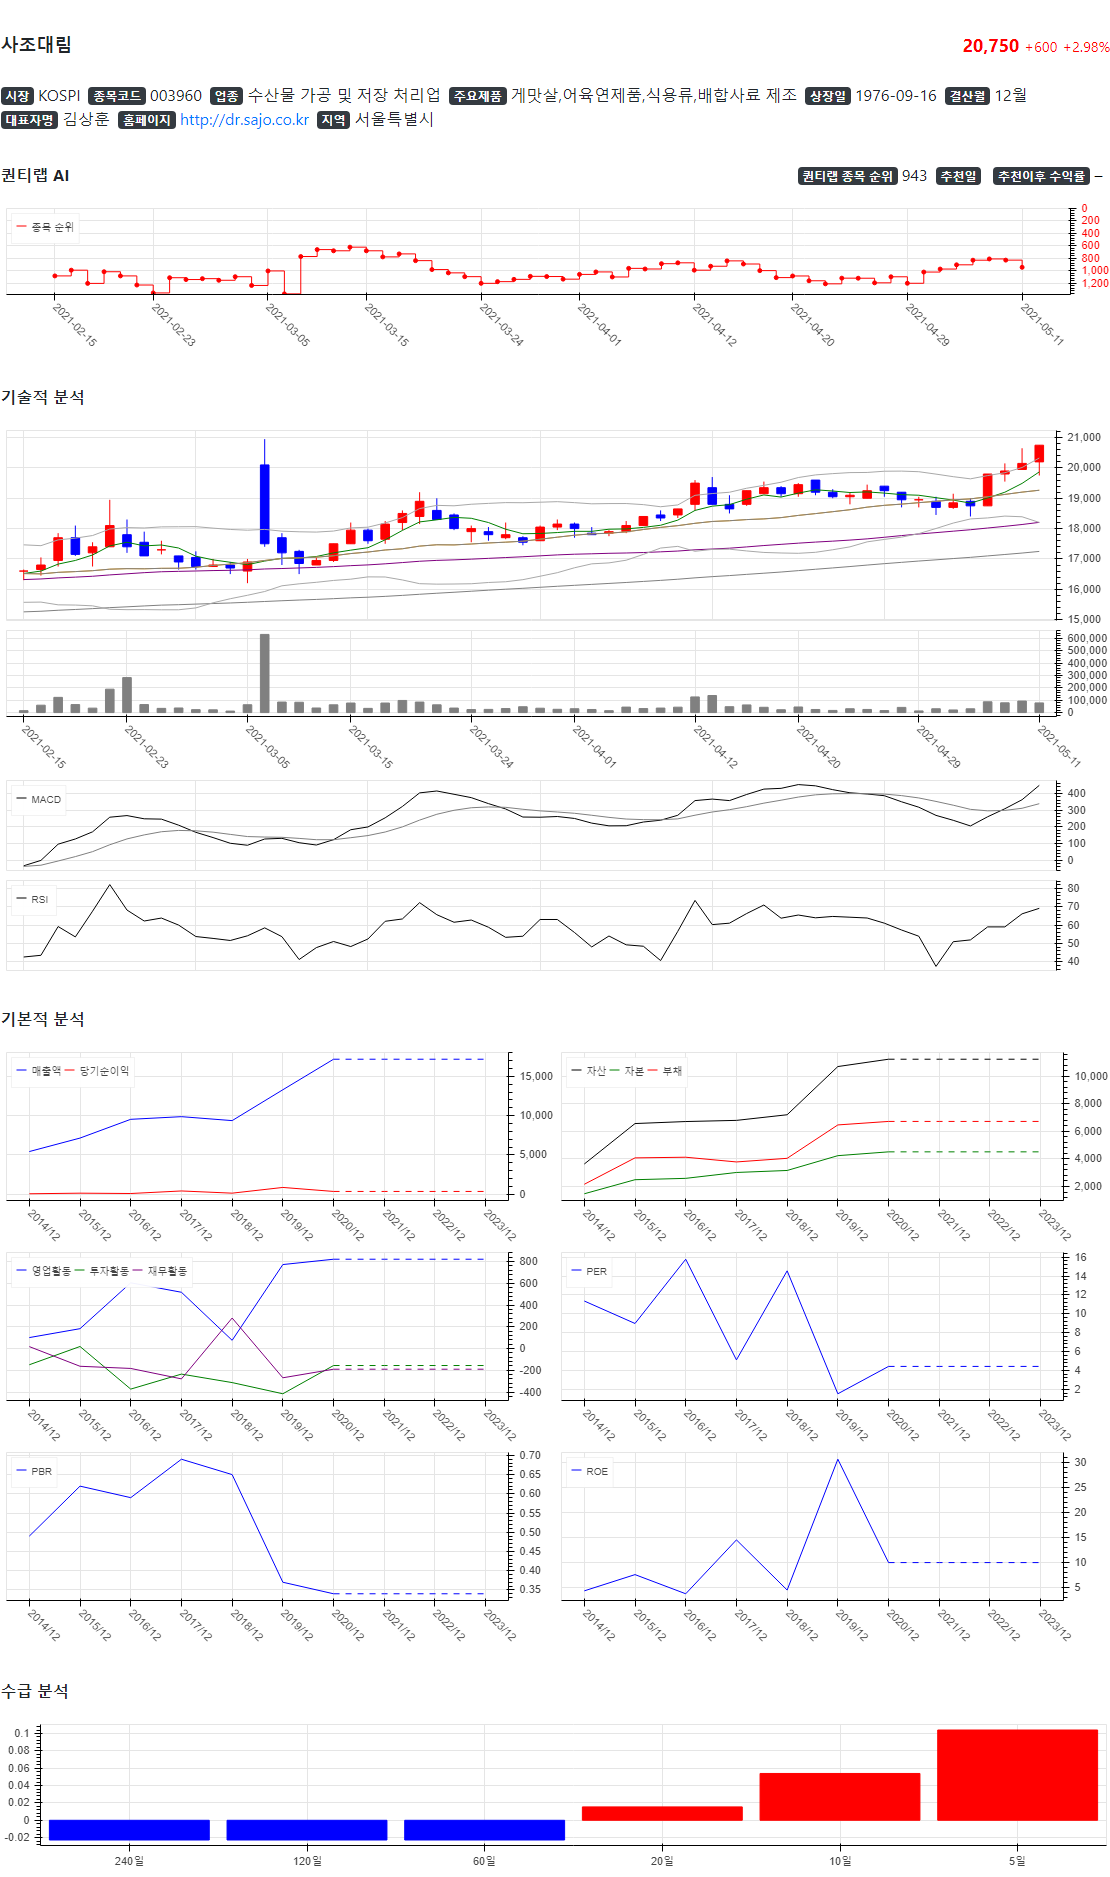 사조대림
20,750 +600 +2.98%
시장 KOSPI 종목코드 003960 업종 수산물 가공 및 저장 처리업 주요제품 게맛살,어육연제품,식용류,배합사료 제조 상장일 1976-09-16 결산월 12월
대표자명 김상훈 홈페이지 http://dr.sajo.co.kr 지역 서울특별시
퀀티랩 AI
퀀티랩 종목 순위 943 추천일 추천이후 수익률 –
종목 순위
0
200
400
600
800
1,000
1,200
2021-02-15 2021-02-23 2021-03-05 2021-03-15 2021-03-24 2021-04-01 2021-04-12 2021-04-20 2021-04-29 2021-05-11
기술적 분석
21,000
20,000
19,000
18,000
17,000
16,000
15,000
600,000
500,000
400,000
300,000
200,000
100,000
0
2021-02-15 2021-02-23 2021-03-05 2021-03-15 2021-03-24 2021-04-01 2021-04-12 2021-04-20 2021-04-29 2021-05-11
MACD
400
300
200
100
0
RSI
80
70
60
50
40
기본적 분석
매출액 당기순이익
15,000
10,000
5,000
0
2014/12 2015/12 2016/12 2017/12 2018/12 2019/12 2020/12 2021/12 2022/12 2023/12
자산 자본 부채
10,000
8,000
6,000
4,000
2,000
2014/12 2015/12 2016/12 2017/12 2018/12 2019/12 2020/12 2021/12 2022/12 2023/12
영업활동 투자활동 재무활동
800
600
400
200
0
-200
-400
2014/12 2015/12 2016/12 2017/12 2018/12 2019/12 2020/12 2021/12 2022/12 2023/12
PER
16
14
12
10
8
6
4
2
2014/12 2015/12 2016/12 2017/12 2018/12 2019/12 2020/12 2021/12 2022/12 2023/12
PBR
0.70
0.65
0.60
0.55
0.50
0.45
0.40
0.35
2014/12 2015/12 2016/12 2017/12 2018/12 2019/12 2020/12 2021/12 2022/12 2023/12
ROE
30
25
20
15
10
5
2014/12 2015/12 2016/12 2017/12 2018/12 2019/12 2020/12 2021/12 2022/12 2023/12
수급 분석
0.1
0.08
0.06
0.04
0.02
0
-0.02
240일 120일 60일 20일 10일 5일